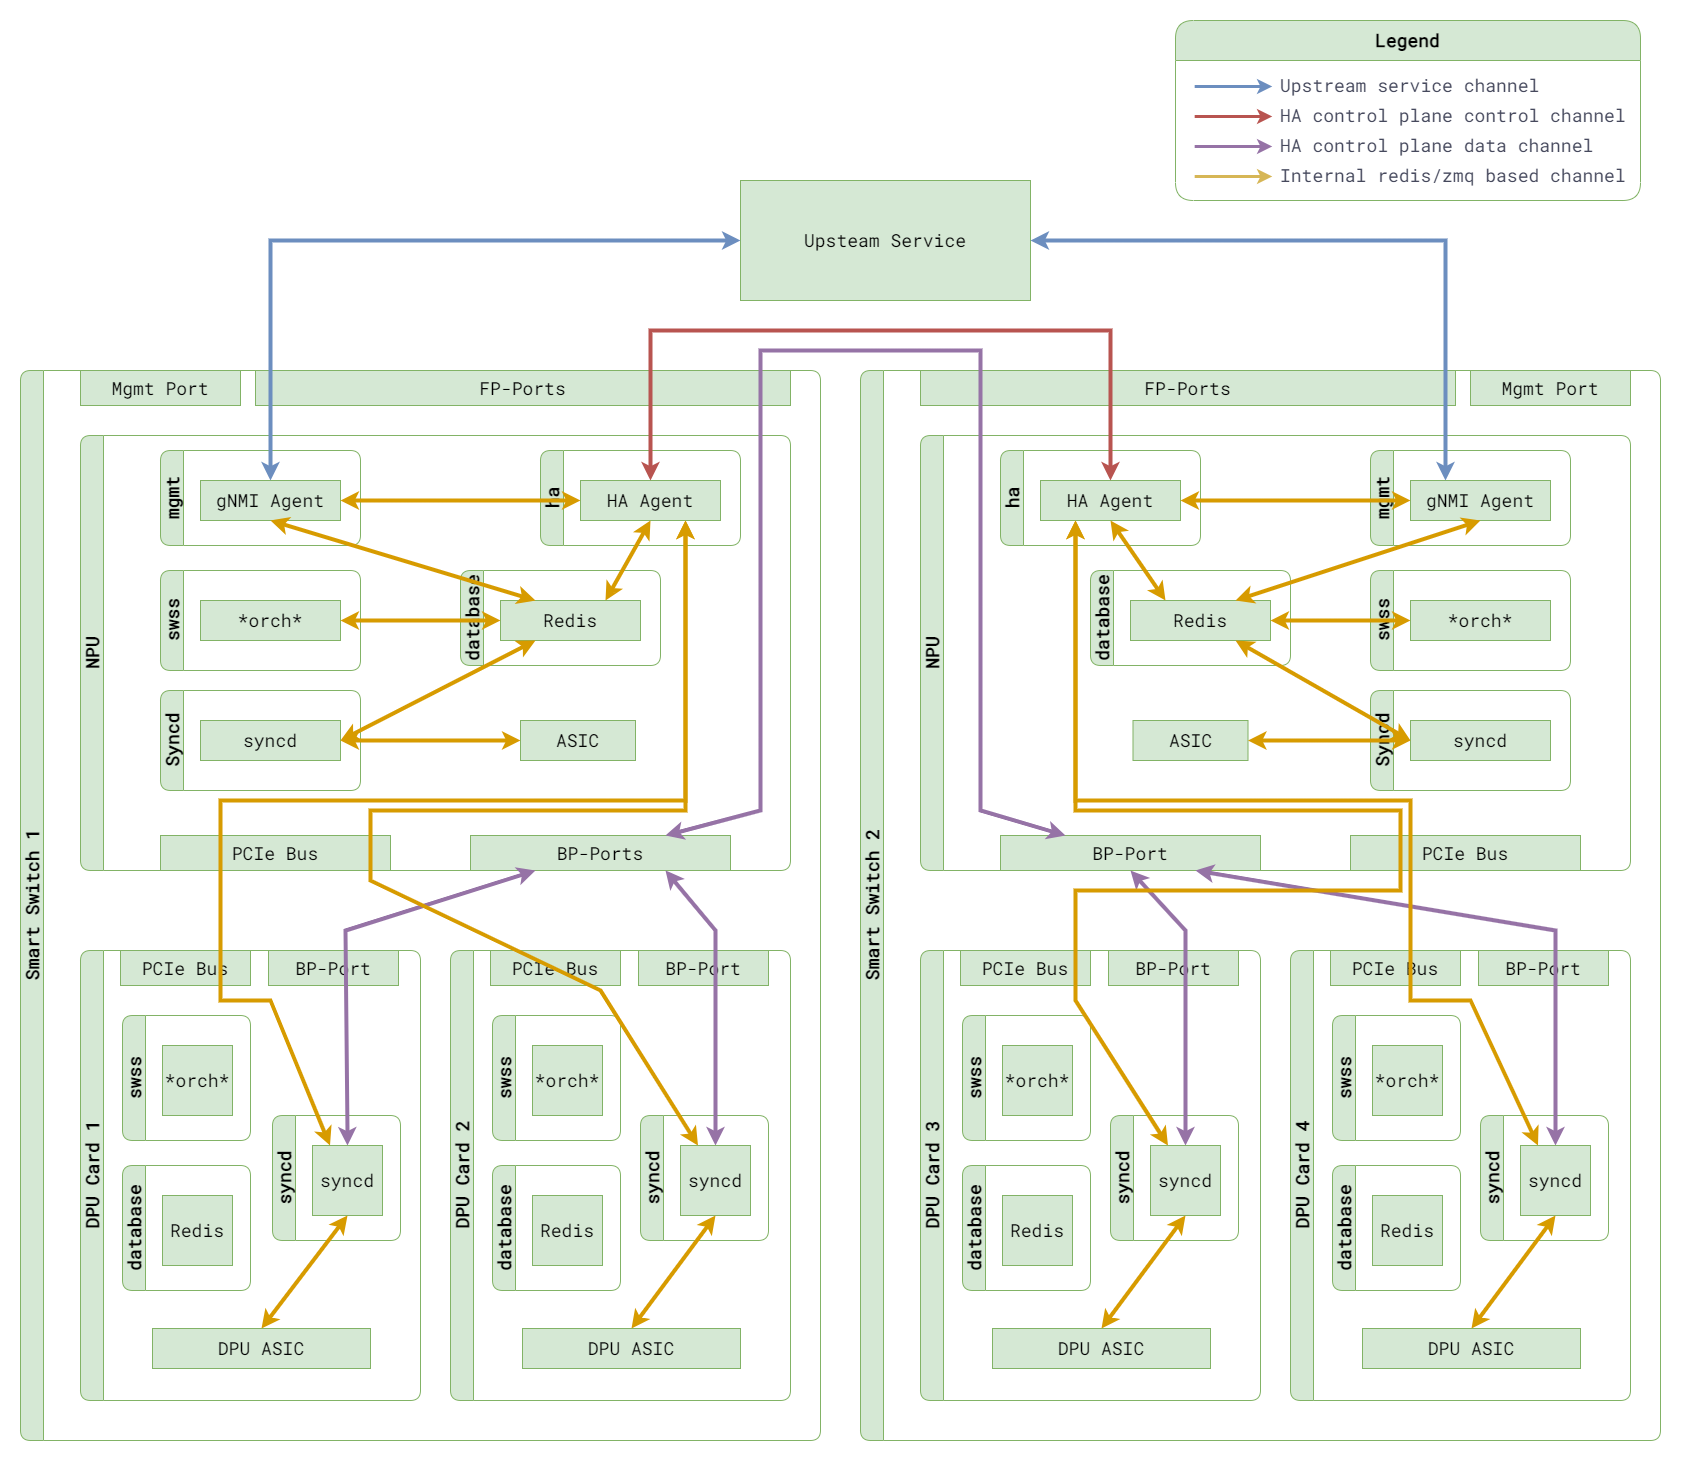 Legend
Upstream service channel
HA control plane control channel
HA control plane data channel
Internal redis/zmq based channel
Upsteam Service
Smart Switch 1
Mgmt Port
FP-Ports
NPU
mgmt
gNMI Agent
ha
HA Agent
swss
*orch*
database
Redis
Syncd
syncd
ASIC
PCIe Bus
BP-Ports
DPU Card 1
PCIe Bus
BP-Port
swss
*orch*
syncd
syncd
database
Redis
DPU ASIC
DPU Card 2
PCIe Bus
BP-Port
swss
*orch*
syncd
syncd
database
Redis
DPU ASIC
Smart Switch 2
FP-Ports
Mgmt Port
NPU
ha
HA Agent
mgmt
gNMI Agent
database
Redis
swss
*orch*
ASIC
Syncd
syncd
BP-Port
PCIe Bus
DPU Card 3
PCIe Bus
BP-Port
swss
*orch*
syncd
syncd
database
Redis
DPU ASIC
DPU Card 4
PCIe Bus
BP-Port
swss
*orch*
syncd
syncd
database
Redis
DPU ASIC